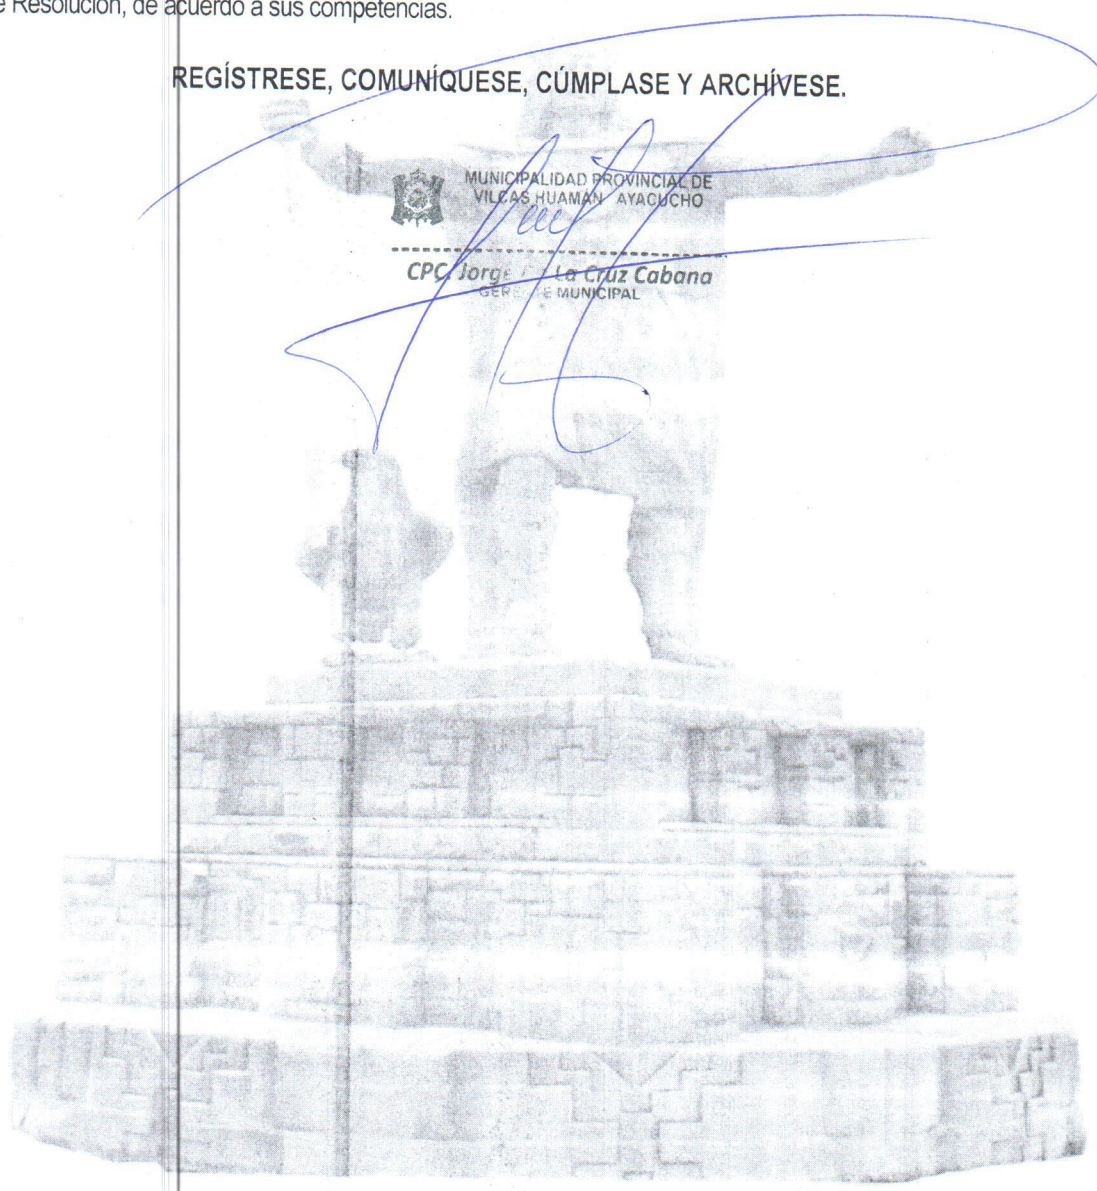 e Resolución, de acuerdo a sus competencias.
REGÍSTRESE, COMUNÍQUESE, CÚMPLASE Y ARCHÍVESE.
MUNICIPALIDAD PROVINCIAL DE
VILCAS HUAMÁN AYACUCHO
CPC. Jorge La Cruz Cabana
MUNICIPAL